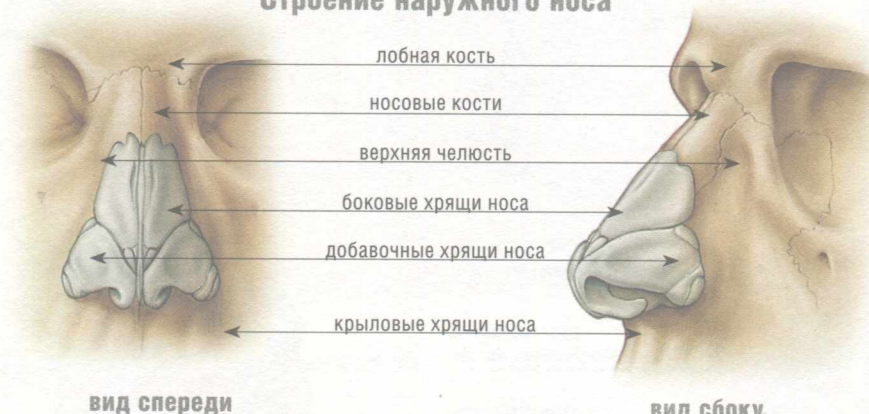 Строение наружного носа
лобная кость
носовые кости
верхняя челюсть
боковые хрящи носа
добавочные хрящи носа
крыловые хрящи носа
вид спереди
вид сбоку